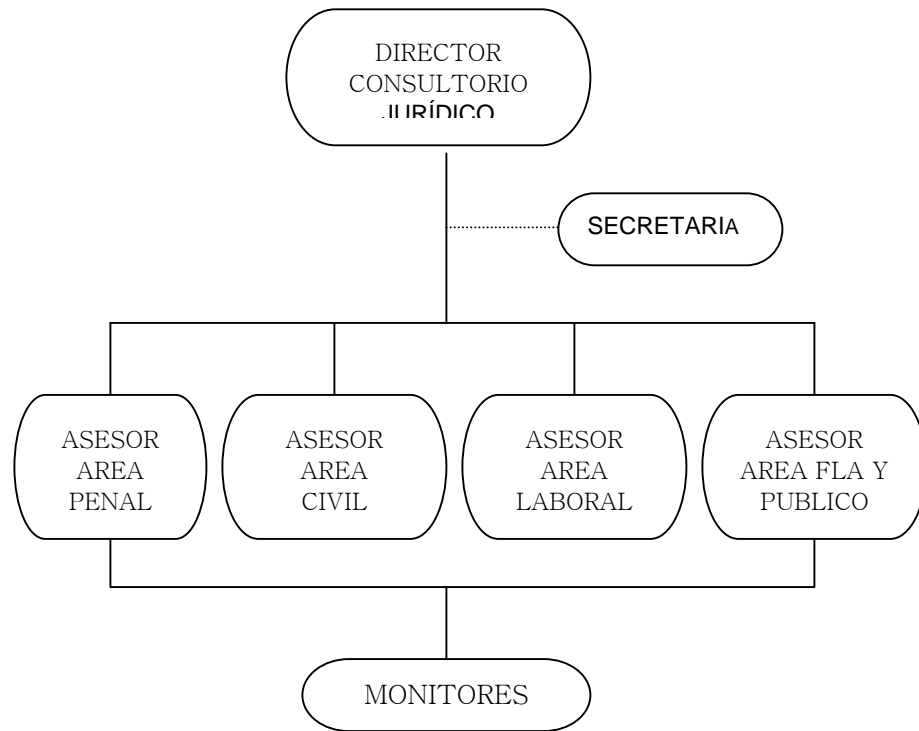 DIRECTOR
CONSULTORIO
JURÍDICO
SECRETARIA
ASESOR
AREA
PENAL
ASESOR
AREA
CIVIL
ASESOR
AREA
LABORAL
ASESOR
AREA FLA Y
PUBLICO
MONITORES